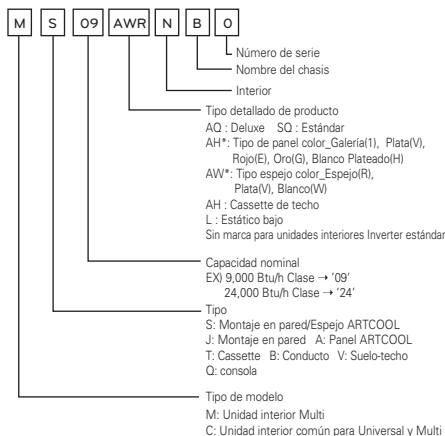 M S 09 AWR N B 0
Número de serie
Nombre del chasis
Interior
Tipo detallado de producto
AQ : Deluxe SQ : Estándar
AH*: Tipo de panel color_Galería(1), Plata(V),
Rojo(E), Oro(G), Blanco Plateado(H)
AW*: Tipo espejo color_Espejo(R),
Plata(V), Blanco(W)
AH : Cassette de techo
L : Estático bajo
Sin marca para unidades interiores Inverter estándar
Capacidad nominal
EX) 9,000 Btu/h Clase → '09'
24,000 Btu/h Clase → '24'
Tipo
S: Montaje en pared/Espejo ARTCOOL
J: Montaje en pared A: Panel ARTCOOL
T: Cassette B: Conducto V: Suelo-techo
Q: consola
Tipo de modelo
M: Unidad interior Multi
C: Unidad interior común para Universal y Multi